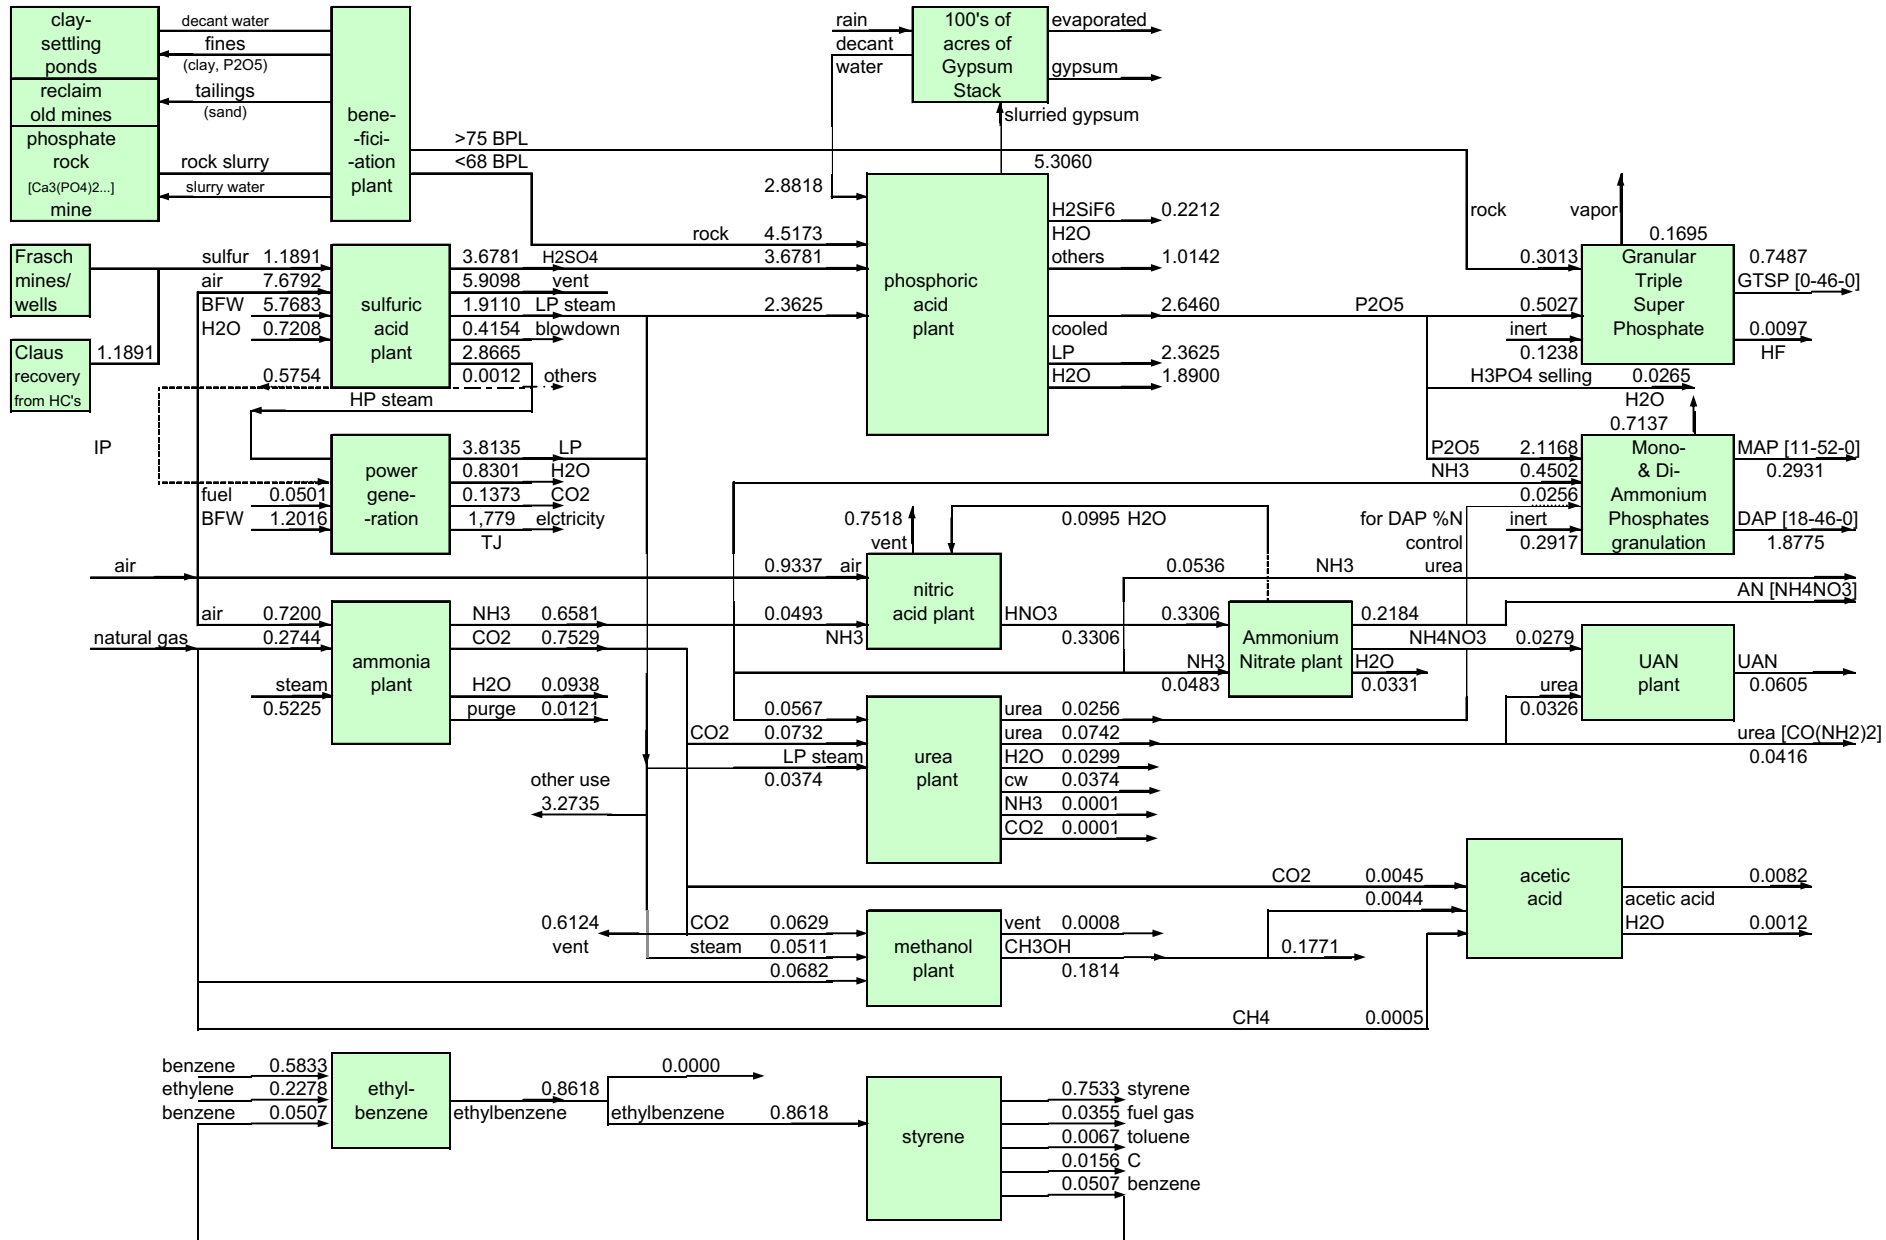 clay-
settling
ponds
reclaim
old mines
phosphate
rock
[Ca3(PO4)2...]
mine
decant water
fines
(clay, P2O5)
tailings
(sand)
rock slurry
slurry water
bene-
-fici-
-ation
plant
>75 BPL
<68 BPL
rain
decant
water
100's of
acres of
Gypsum
Stack
evaporated
gypsum
slurried gypsum
5.3060
2.8818
rock 4.5173
3.6781
2.3625
phosphoric
acid
plant
H2SiF6 0.2212
H2O
others 1.0142
2.6460
cooled
LP 2.3625
H2O 1.8900
P2O5
rock
vapor
0.1695
0.3013
0.5027
inert
0.1238
Granular
Triple
Super
Phosphate
0.7487
GTSP [0-46-0]
0.0097
HF
H3PO4 selling 0.0265
H2O
0.7137
P2O5 2.1168
NH3 0.4502
0.0256
for DAP %N
control
urea
inert
0.2917
Mono-
& Di-
Ammonium
Phosphates
granulation
MAP [11-52-0]
0.2931
DAP [18-46-0]
1.8775
Frasch
mines/
wells
Claus
recovery
from HC's
1.1891
sulfur 1.1891
air 7.6792
BFW 5.7683
H2O 0.7208
0.5754
sulfuric
acid
plant
3.6781 H2SO4
5.9098 vent
1.9110 LP steam
0.4154 blowdown
2.8665
0.0012 others
HP steam
IP
fuel 0.0501
BFW 1.2016
power
gene-
-ration
3.8135 LP
0.8301 H2O
0.1373 CO2
1,779 elctricity
TJ
air
0.9337 air
0.7518
vent
0.0995 H2O
nitric
acid plant
0.0493
NH3
HNO3 0.3306
0.3306
0.0536 NH3
AN [NH4NO3]
NH3
0.0483
Ammonium
Nitrate plant
0.2184
NH4NO3 0.0279
H2O
0.0331
urea
0.0326
UAN
plant
UAN
0.0605
air 0.7200
natural gas 0.2744
steam
0.5225
ammonia
plant
NH3 0.6581
CO2 0.7529
H2O 0.0938
purge 0.0121
0.0567
CO2 0.0732
LP steam
0.0374
urea
plant
urea 0.0256
urea 0.0742
H2O 0.0299
cw 0.0374
NH3 0.0001
CO2 0.0001
urea [CO(NH2)2]
0.0416
other use
3.2735
CO2 0.0045
0.0044
acetic
acid
0.0082
acetic acid
H2O 0.0012
0.6124
vent
CO2 0.0629
steam 0.0511
0.0682
methanol
plant
vent 0.0008
CH3OH
0.1814
0.1771
CH4 0.0005
benzene 0.5833
ethylene 0.2278
benzene 0.0507
ethyl-
benzene
0.8618
ethylbenzene
0.0000
ethylbenzene 0.8618
styrene
0.7533 styrene
0.0355 fuel gas
0.0067 toluene
0.0156 C
0.0507 benzene